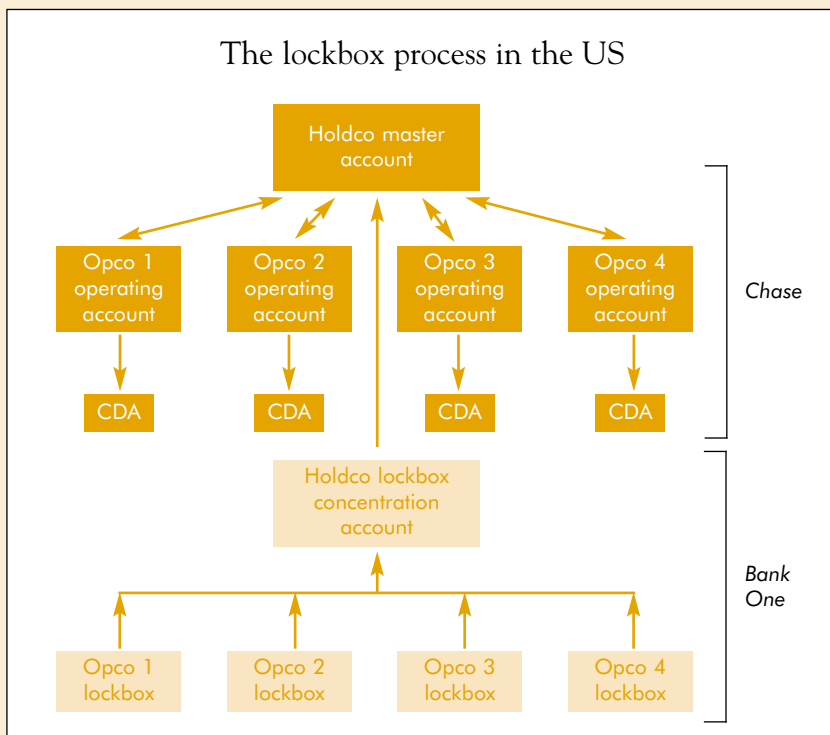 The lockbox process in the US
Holdco master
account
Opco 1
operating
account
Opco 2
operating
account
Opco 3
operating
account
Opco 4
operating
account
Chase
CDA
CDA
CDA
CDA
Holdco lockbox
concentration
account
Bank
One
Opco 1
lockbox
Opco 2
lockbox
Opco 3
lockbox
Opco 4
lockbox